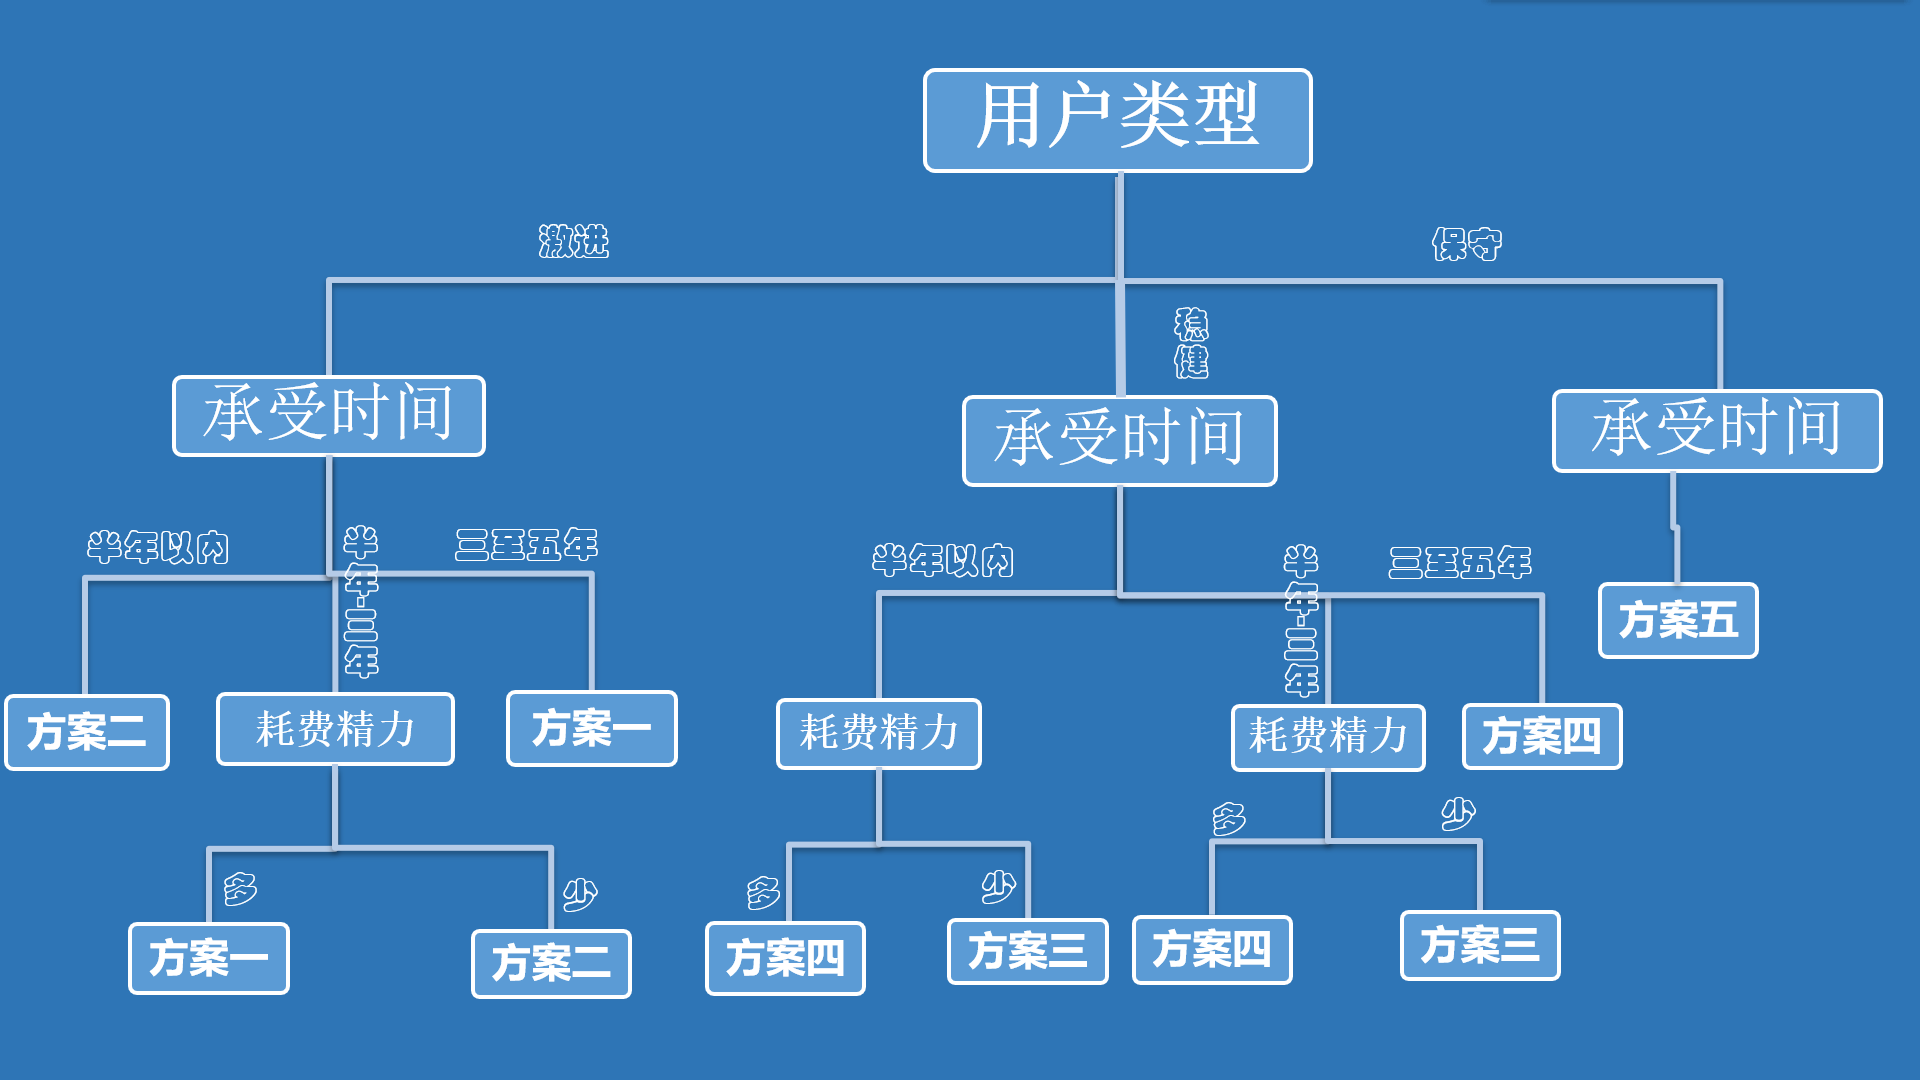 用户类型
激进
保守
稳健
承受时间
承受时间
承受时间
半年以内
半年-三年
三至五年
半年以内
半年-三年
三至五年
方案五
方案二
耗费精力
方案一
耗费精力
耗费精力
方案四
多
少
多
少
多
少
方案一
方案二
方案四
方案三
方案四
方案三